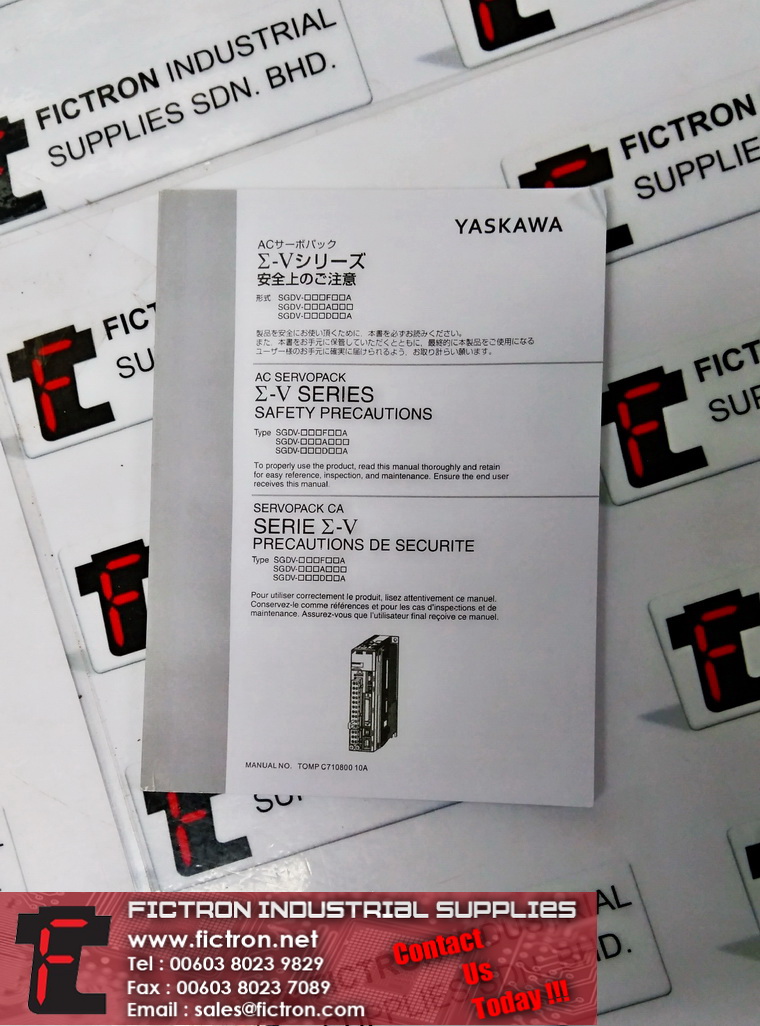 FICTRON INDUSTRIAL
SUPPLIES SDN. BHD.
FICTRON
SUPPLIE
YASKAWA
ACサーボパック
Σ-Vシリーズ
安全上のご注意
形式 SGDV-□□□F□□A
SGDV-□□□A□□□
SGDV-□□□D□□A
製品を安全にお使い頂くために、本書を必ずお読みください。
また、本書をお手元に保管していただくとともに、最終的に本製品をご使用になる
ユーザー様のお手元に確実に届けられるよう、お取り計らい願います。
AC SERVOPACK
Σ-V SERIES
SAFETY PRECAUTIONS
Type SGDV-□□□F□□A
SGDV-□□□A□□□
SGDV-□□□D□□A
To properly use the product, read this manual thoroughly and retain
for easy reference, inspection, and maintenance. Ensure the end user
receives this manual.
SERVOPACK CA
SERIE Σ-V
PRECAUTIONS DE SECURITE
Type SGDV-□□□F□□A
SGDV-□□□A□□□
SGDV-□□□D□□A
Pour utiliser correctement le produit, lisez attentivement ce manuel.
Conservez-le comme références et pour les cas d'inspections et de
maintenance. Assurez-vous que l'utilisateur final reçoive ce manuel.
MANUAL NO. TOMP C710800 10A
FICT
SU
FICT
SUP
FICTRON INDUSTRIAL SUPPLIES
www.fictron.net
Tel : 00603 8023 9829
Fax : 00603 8023 7089
Email : sales@fictron.com
Contact
Us
Today !!!